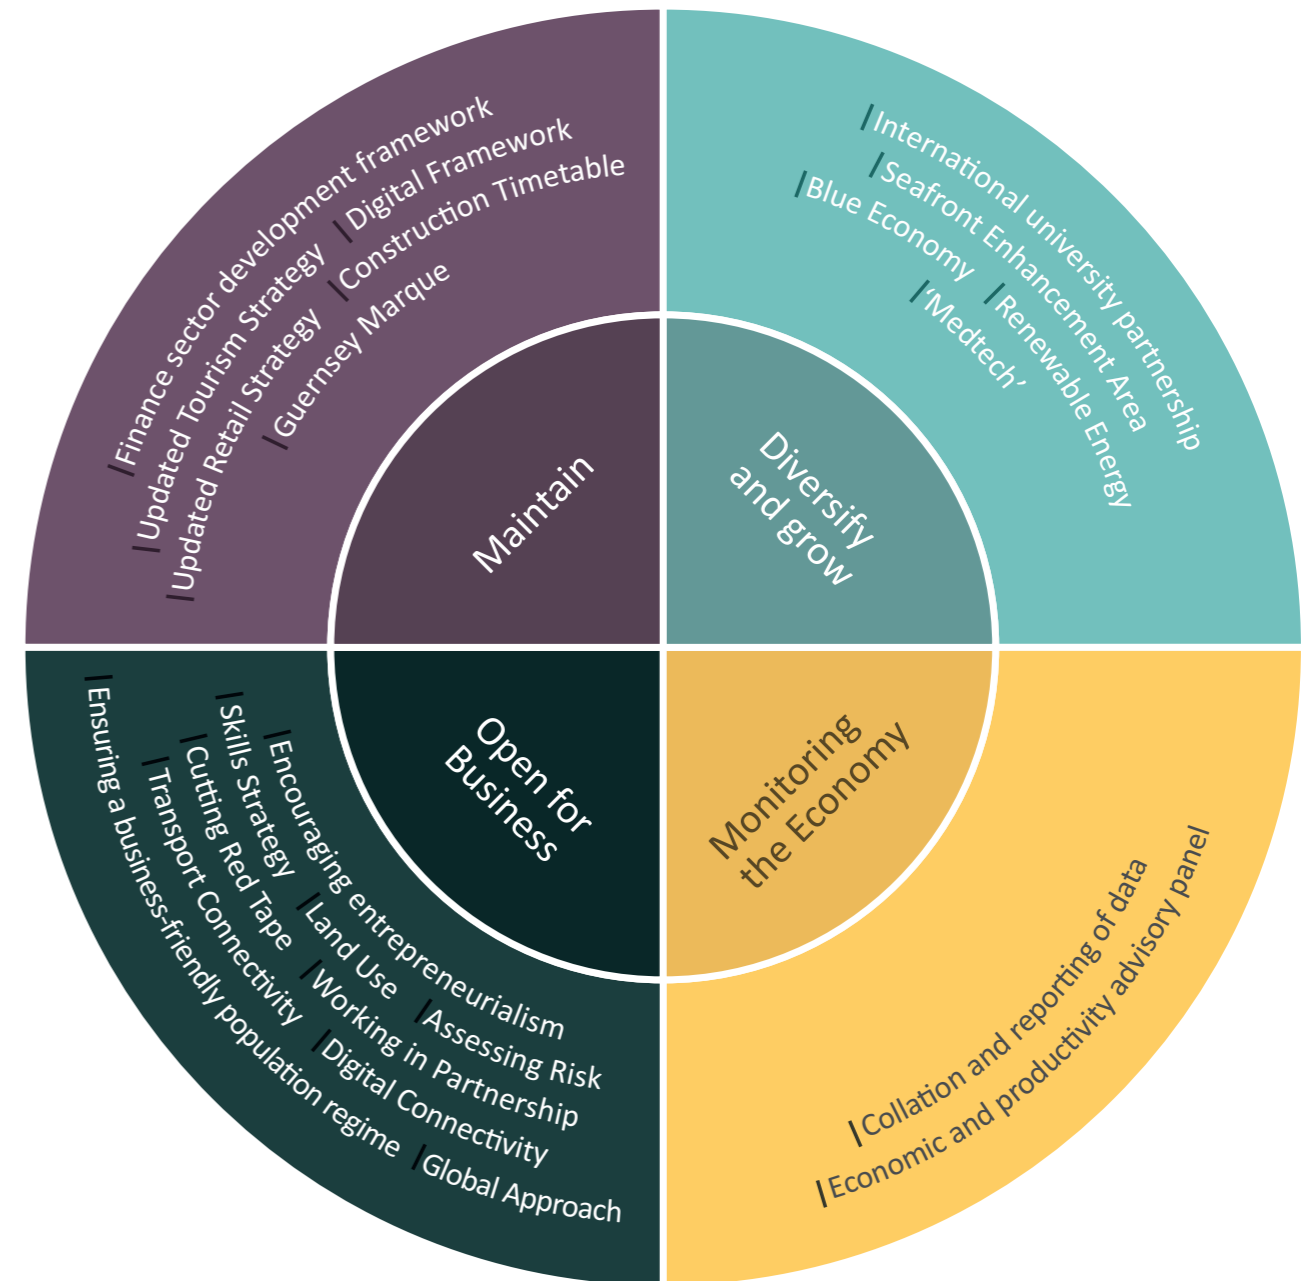 Finance sector development framework
Updated Tourism Strategy
Digital Framework
Updated Retail Strategy
Construction Timetable
Guernsey Marque
Maintain
International university partnership
Seafront Enhancement Area
Blue Economy
Renewable Energy
‘Medtech’
Diversify
and grow
Open for
Business
Encouraging entrepreneurialism
Skills Strategy
Land Use
Assessing Risk
Cutting Red Tape
Working in Partnership
Transport Connectivity
Digital Connectivity
Ensuring a business-friendly population regime
Global Approach
Monitoring
the Economy
Collation and reporting of data
Economic and productivity advisory panel